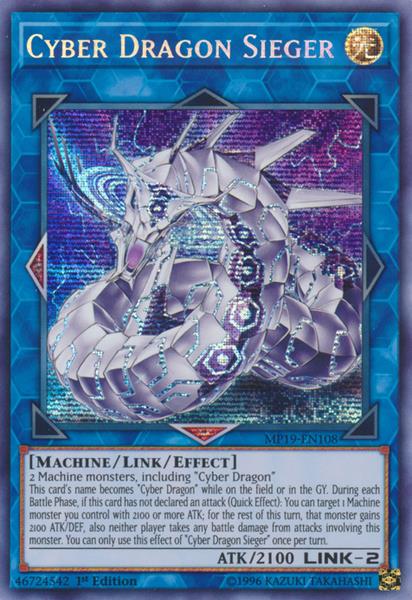 CYBER DRAGON SIEGER
光
MP19-EN108
[MACHINE/LINK/EFFECT]
2 Machine monsters, including "Cyber Dragon"
This card's name becomes "Cyber Dragon" while on the field or in the GY. During each
Battle Phase, if this card has not declared an attack (Quick Effect): You can target 1 Machine
monster you control with 2100 or more ATK; for the rest of this turn, that monster gains
2100 ATK/DEF, also neither player takes any battle damage from attacks involving this
monster. You can only use this effect of "Cyber Dragon Sieger" once per turn.
ATK/2100 LINK-2
46724542 1st Edition ©1996 KAZUKI TAKAHASHI